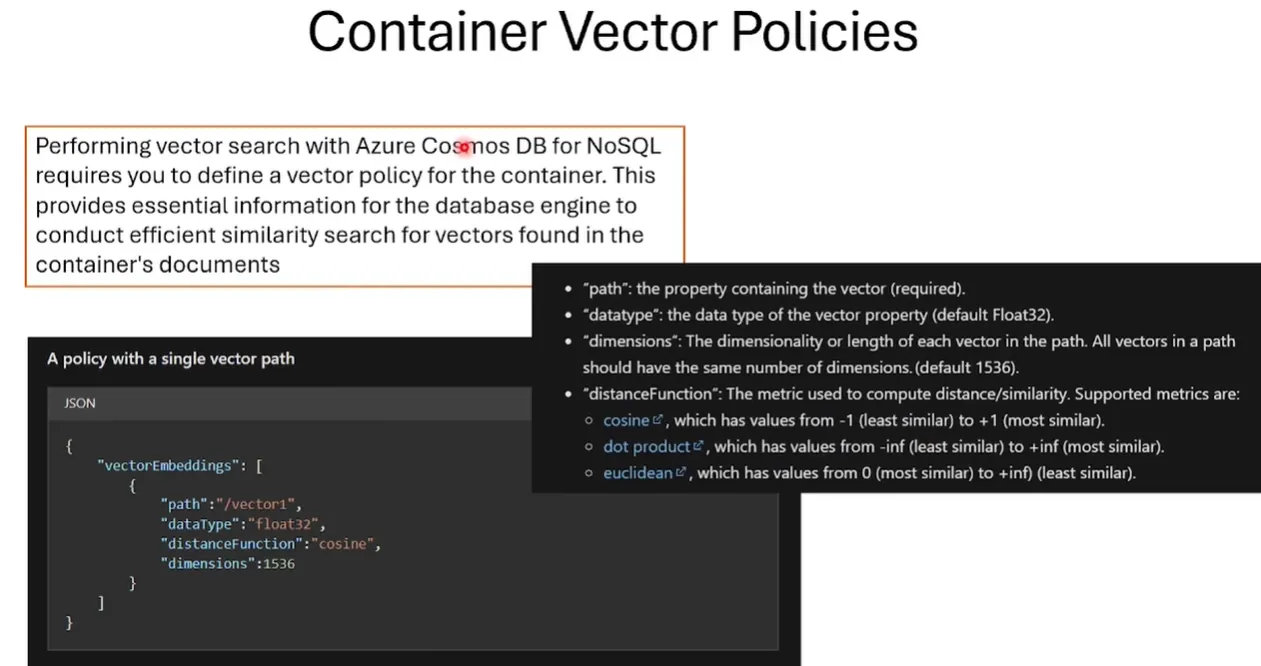 Container Vector Policies
Performing vector search with Azure Cosmos DB for NoSQL
requires you to define a vector policy for the container. This
provides essential information for the database engine to
conduct efficient similarity search for vectors found in the
container's documents
• "path": the property containing the vector (required).
• "datatype": the data type of the vector property (default Float32).
• "dimensions": The dimensionality or length of each vector in the path. All vectors in a path
should have the same number of dimensions. (default 1536).
• "distanceFunction": The metric used to compute distance/similarity. Supported metrics are:
○ cosine, which has values from -1 (least similar) to +1 (most similar).
○ dot product, which has values from -inf (least similar) to +inf (most similar).
○ euclidean, which has values from 0 (most similar) to +inf) (least similar).
A policy with a single vector path
JSON
{
"vectorEmbeddings": [
{
"path":"/vector1",
"dataType":"float32",
"distanceFunction":"cosine",
"dimensions":1536
}
]
}